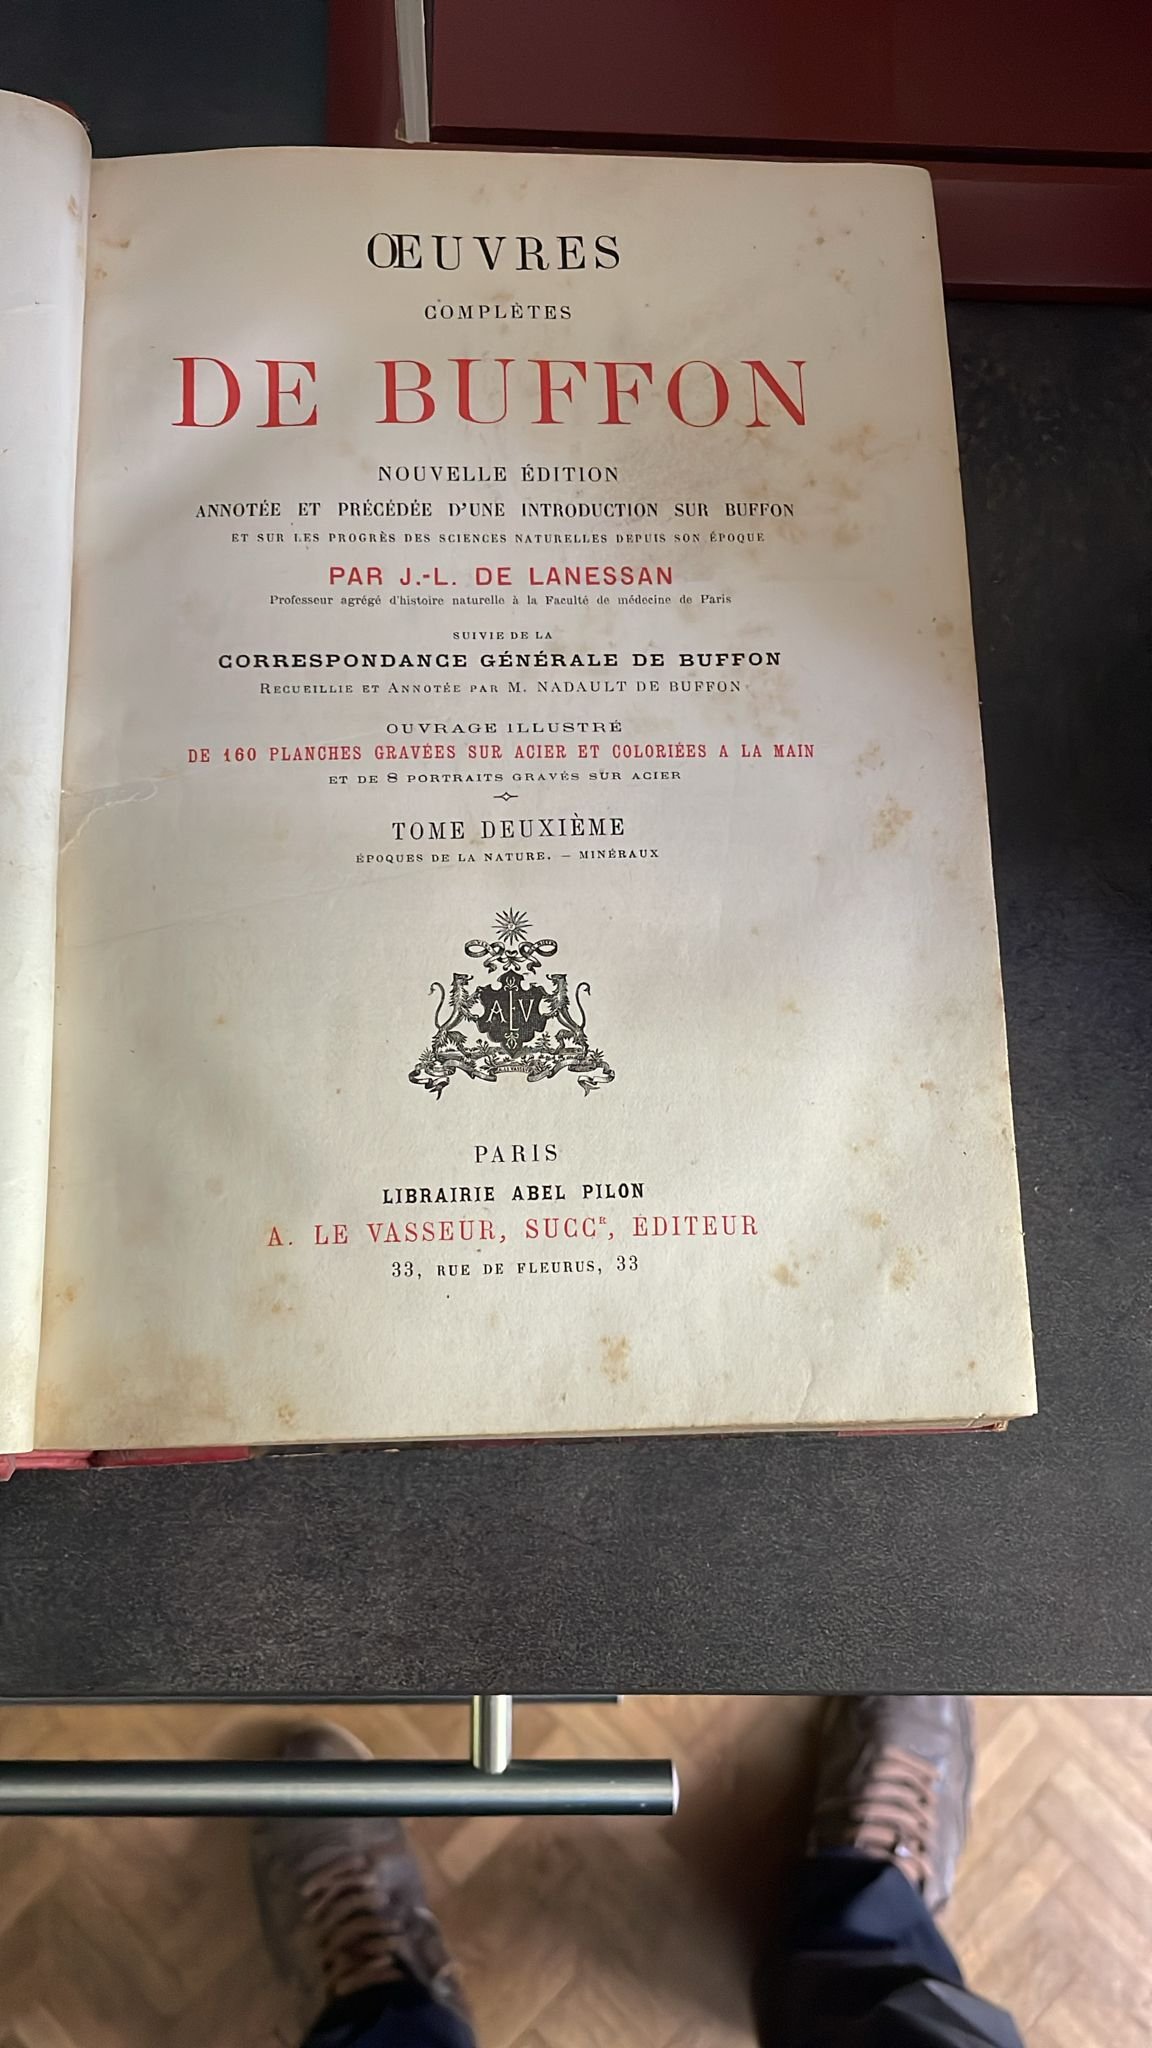 ŒUVRES
COMPLÈTES
DE BUFFON
NOUVELLE ÉDITION
ANNOTÉE ET PRÉCÉDÉE D'UNE INTRODUCTION SUR BUFFON
ET SUR LES PROGRÈS DES SCIENCES NATURELLES DEPUIS SON ÉPOQUE
PAR J.-L. DE LANESSAN
Professeur agrégé d'histoire naturelle à la Faculté de médecine de Paris
SUIVIE DE LA
CORRESPONDANCE GÉNÉRALE DE BUFFON
RECUEILLIE ET ANNOTÉE PAR M. NADAULT DE BUFFON
OUVRAGE ILLUSTRÉ
DE 160 PLANCHES GRAVÉES SUR ACIER ET COLORIÉES A LA MAIN
ET DE 8 PORTRAITS GRAVÉS SUR ACIER
TOME DEUXIÈME
ÉPOQUES DE LA NATURE. — MINÉRAUX
ALV
A. LE VASSEUR
PARIS
LIBRAIRIE ABEL PILON
A. LE VASSEUR, SUCCR, ÉDITEUR
33, RUE DE FLEURUS, 33